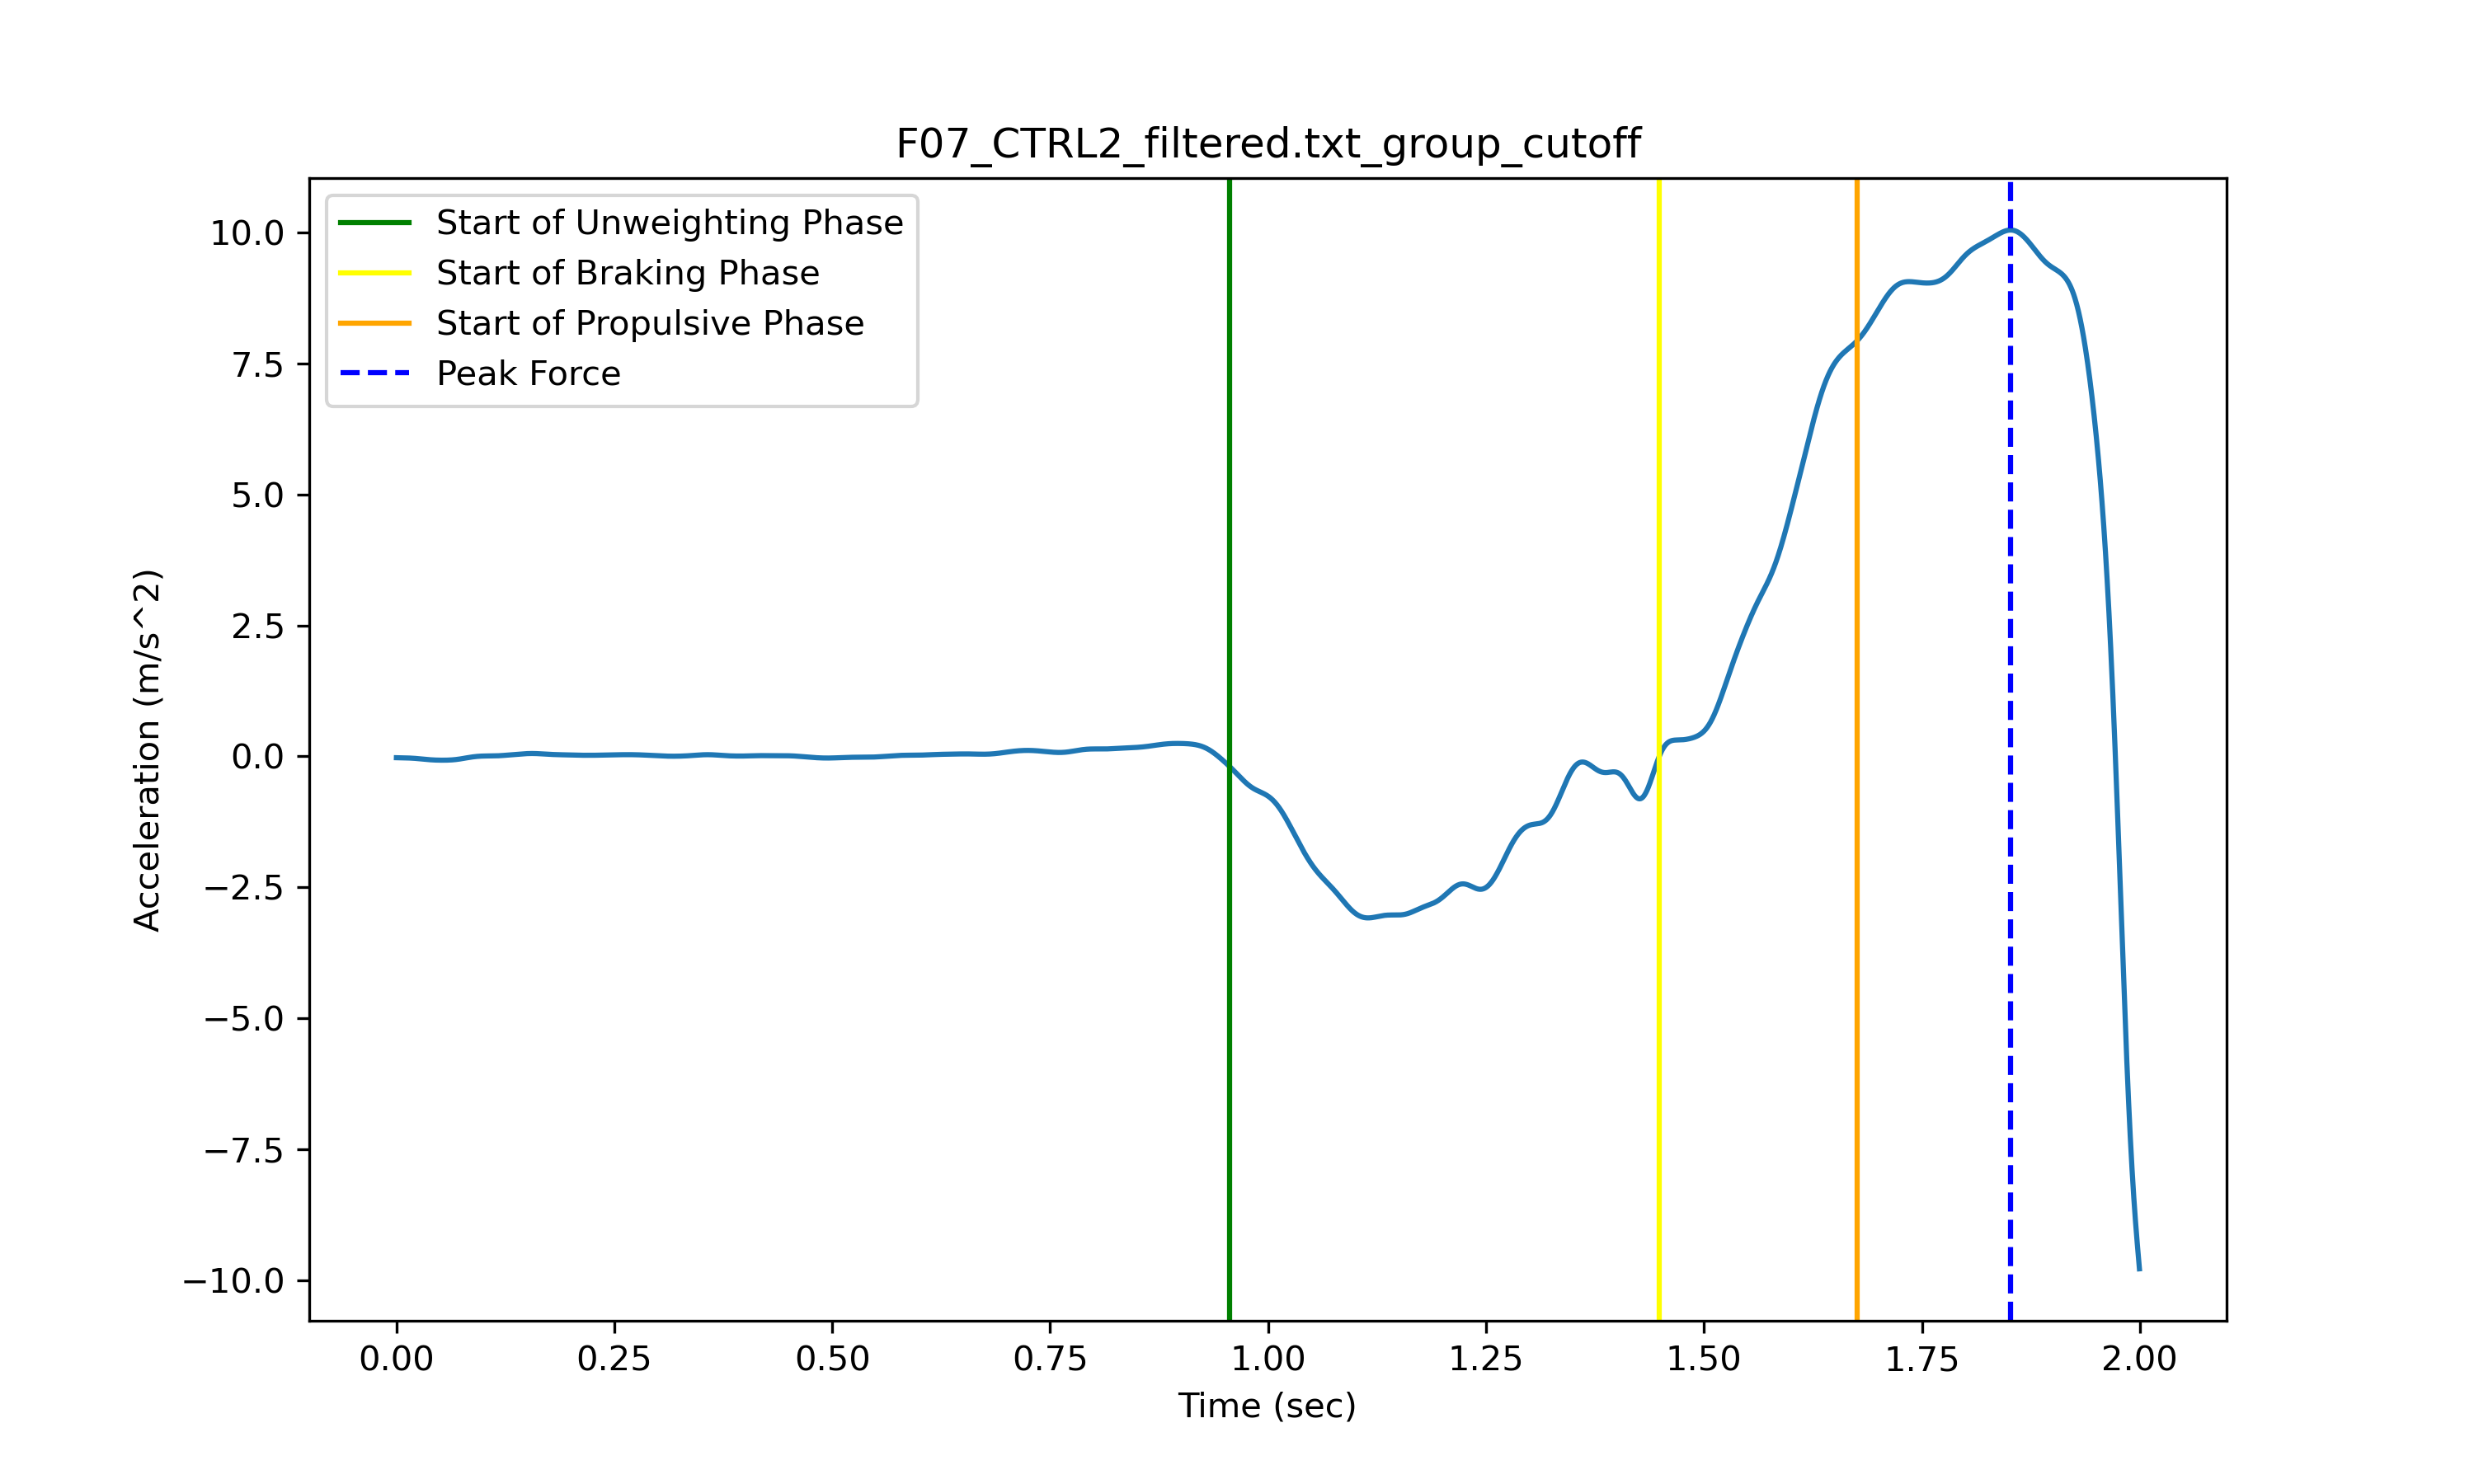 F07_CTRL2_filtered.txt_group_cutoff
Start of Unweighting Phase
Start of Braking Phase
Start of Propulsive Phase
Peak Force
10.0
7.5
5.0
2.5
0.0
−2.5
−5.0
−7.5
−10.0
Acceleration (m/s^2)
0.00 0.25 0.50 0.75 1.00 1.25 1.50 1.75 2.00
Time (sec)